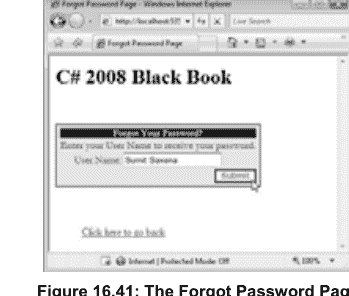 Forgot Password Page - Windows Internet Explorer
http://localhost:535
Live Search
Forgot Password Page
C# 2008 Black Book
Forgot Your Password?
Enter your User Name to receive your password.
User Name: Sumit Saxena
Submit
Click here to go back
Internet | Protected Mode: Off
100%
Figure 16.41: The Forgot Password Pag